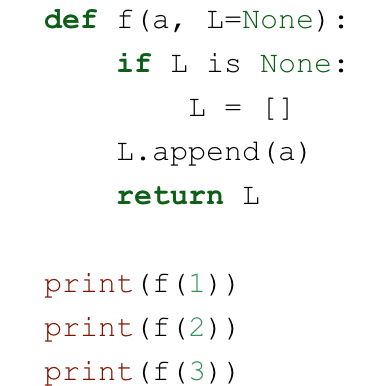 def f(a, L=None):
    if L is None:
        L = []
    L.append(a)
    return L

print(f(1))
print(f(2))
print(f(3))